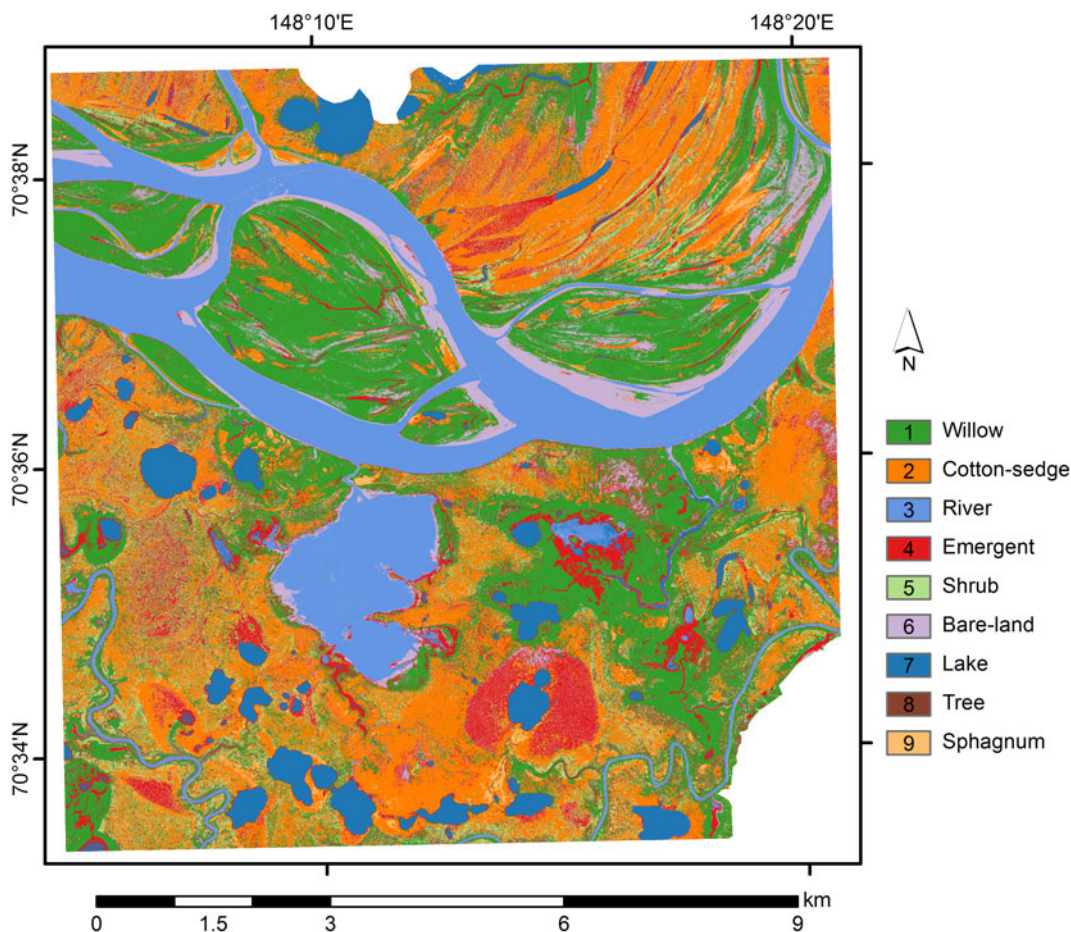 148°10'E
148°20'E
70°38'N
70°36'N
70°34'N
N
1 Willow
2 Cotton-sedge
3 River
4 Emergent
5 Shrub
6 Bare-land
7 Lake
8 Tree
9 Sphagnum
km
0 1.5 3 6 9